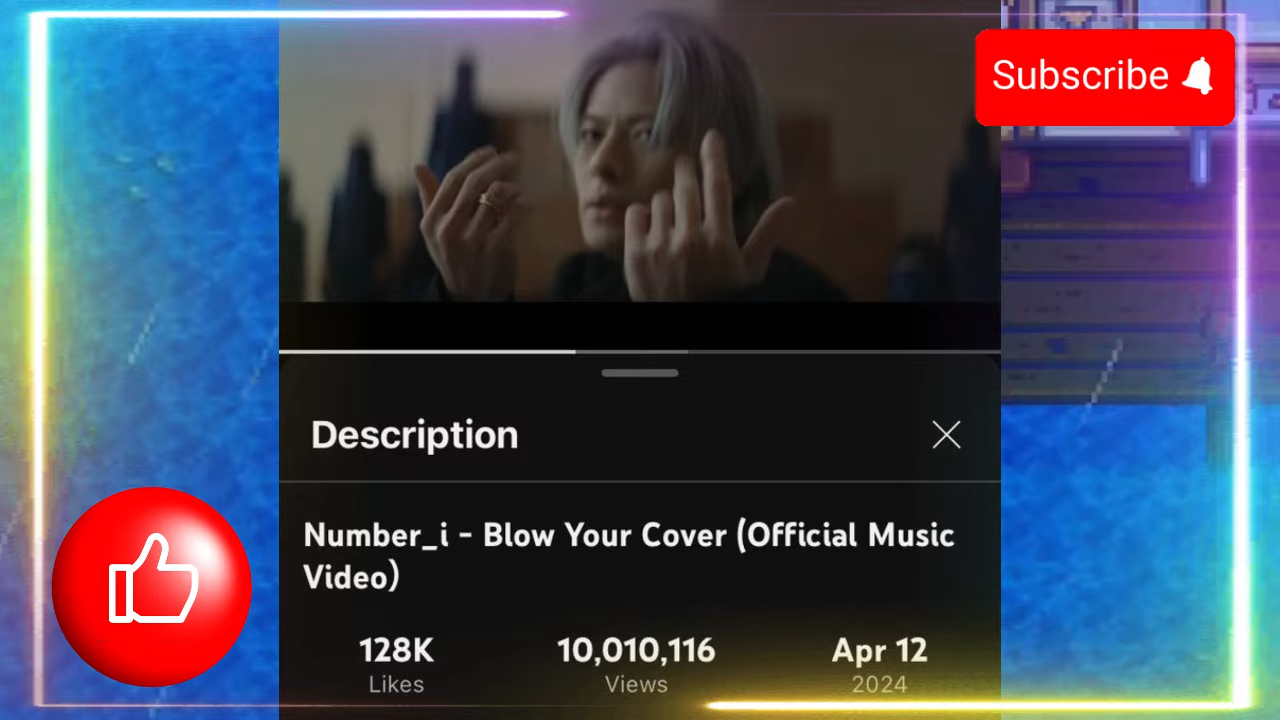 Subscribe
Description
Number_i - Blow Your Cover (Official Music
Video)
128K 10,010,116 Apr 12
Likes Views 2024